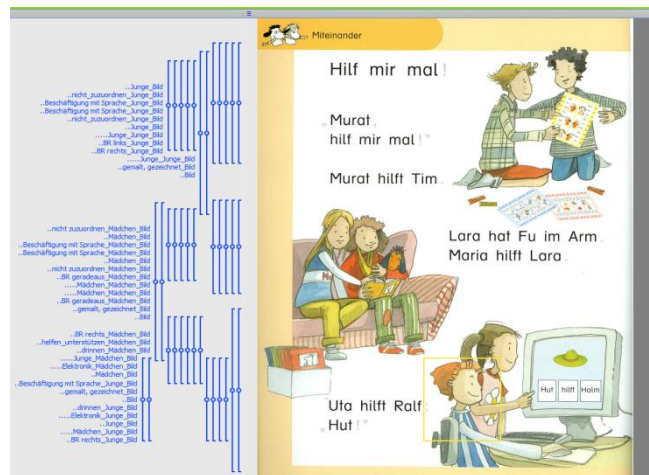 Miteinander
Hilf mir mal!
„Murat,
hilf mir mal!"
Murat hilft Tim.
Lara hat Fu im Arm.
Maria hilft Lara.
Hut hilft Helm
Uta hilft Ralf:
„Hut!"
..Junge_Bild
..nicht_zuzuordnen_Junge_Bild
..Beschäftigung mit Sprache_Junge_Bild
..Beschäftigung mit Sprache_Junge_Bild
..nicht_zuzuordnen_Junge_Bild
..Junge_Bild
.....Junge_Junge_Bild
..BR links_Junge_Bild
..BR rechts_Junge_Bild
.....Junge_Junge_Bild
..gemalt, gezeichnet_Bild
..Bild
..nicht zuzuordnen_Mädchen_Bild
..Mädchen_Bild
..Beschäftigung mit Sprache_Mädchen_Bild
..Beschäftigung mit Sprache_Mädchen_Bild
..Mädchen_Bild
..nicht zuzuordnen_Mädchen_Bild
..BR geradeaus_Mädchen_Bild
.....Mädchen_Mädchen_Bild
.....Mädchen_Mädchen_Bild
..BR geradeaus_Mädchen_Bild
..gemalt, gezeichnet_Bild
..Bild
..BR rechts_Mädchen_Bild
..helfen_unterstützen_Mädchen_Bild
..drinnen_Mädchen_Bild
.....Junge_Mädchen_Bild
.....Elektronik_Mädchen_Bild
..Mädchen_Bild
..Beschäftigung mit Sprache_Junge_Bild
..gemalt, gezeichnet_Bild
..Bild
..drinnen_Junge_Bild
.....Elektronik_Junge_Bild
..Junge_Bild
.....Mädchen_Junge_Bild
..BR rechts_Junge_Bild